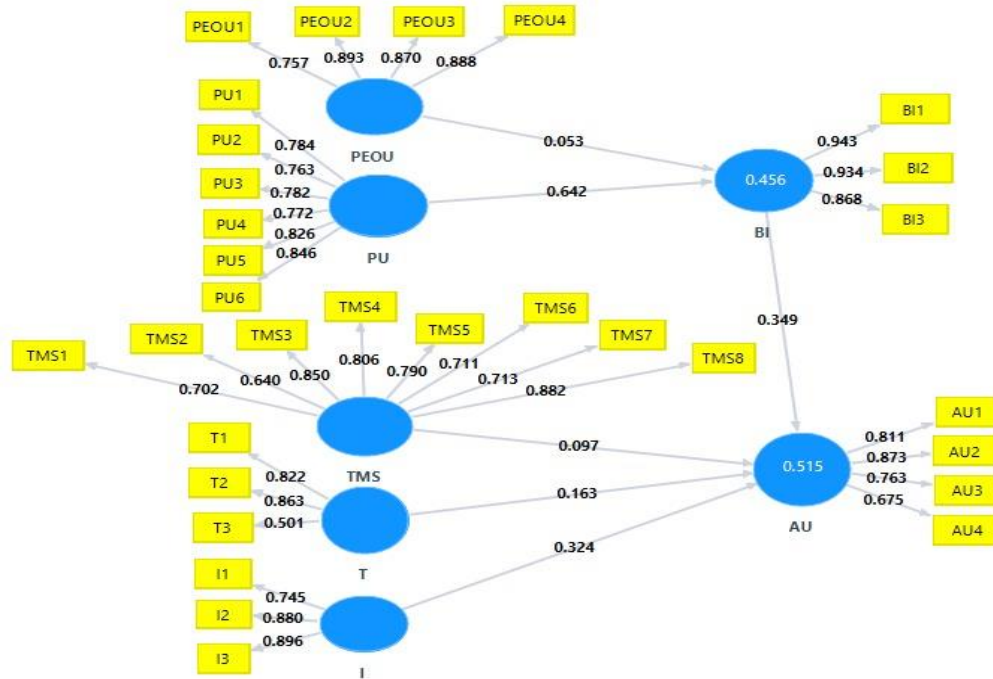 PEOU1
PEOU2
PEOU3
PEOU4
0.757
0.893
0.870
0.888
PEOU
PU1
PU2
PU3
PU4
PU5
PU6
0.784
0.763
0.782
0.772
0.826
0.846
PU
0.053
0.642
0.456
BI
0.943
0.934
0.868
BI1
BI2
BI3
0.349
TMS1
TMS2
TMS3
TMS4
TMS5
TMS6
TMS7
TMS8
0.702
0.640
0.850
0.806
0.790
0.711
0.713
0.882
TMS
0.097
T1
T2
T3
0.822
0.863
0.501
T
0.163
I1
I2
I3
0.745
0.880
0.896
I
0.324
0.515
AU
0.811
0.873
0.763
0.675
AU1
AU2
AU3
AU4